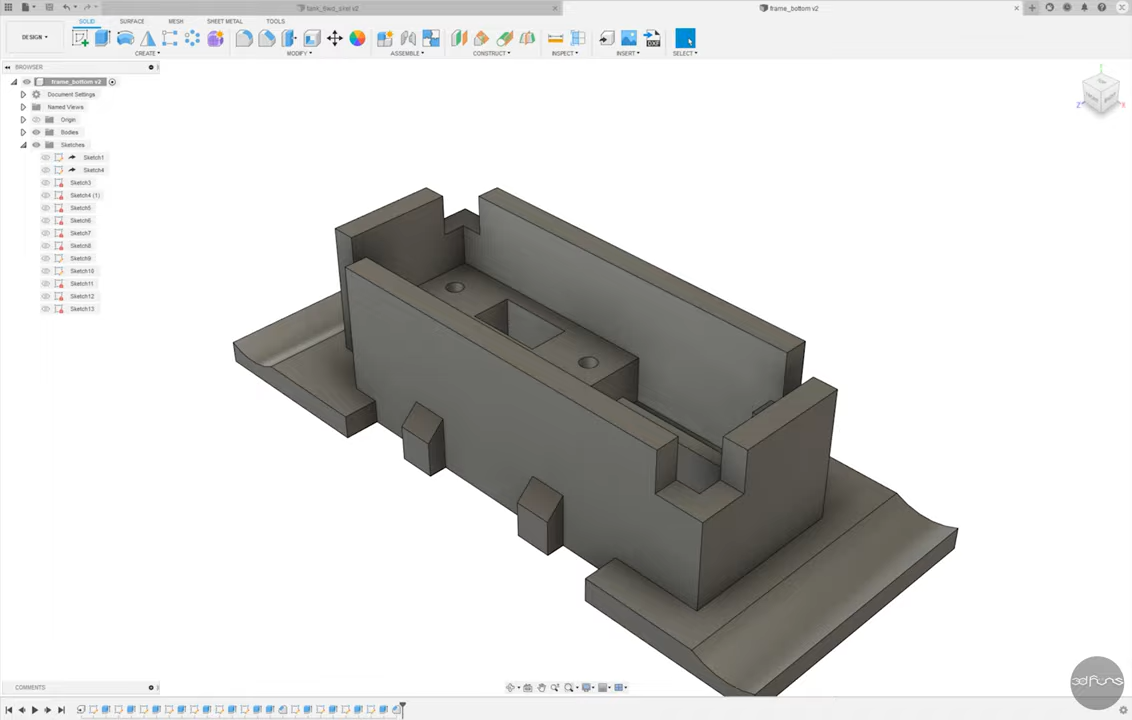 tank_fixed_skel v2
frame_bottom v2
SOLID
SURFACE
MESH
SHEET METAL
TOOLS
DESIGN
CREATE
MODIFY
ASSEMBLE
CONSTRUCT
INSPECT
INSERT
SELECT
BROWSER
frame_bottom v2
Document Settings
Named Views
Origin
Bodies
Sketches
Sketch1
Sketch4
Sketch3
Sketch4 (1)
Sketch5
Sketch6
Sketch7
Sketch8
Sketch9
Sketch10
Sketch11
Sketch12
Sketch13
COMMENTS